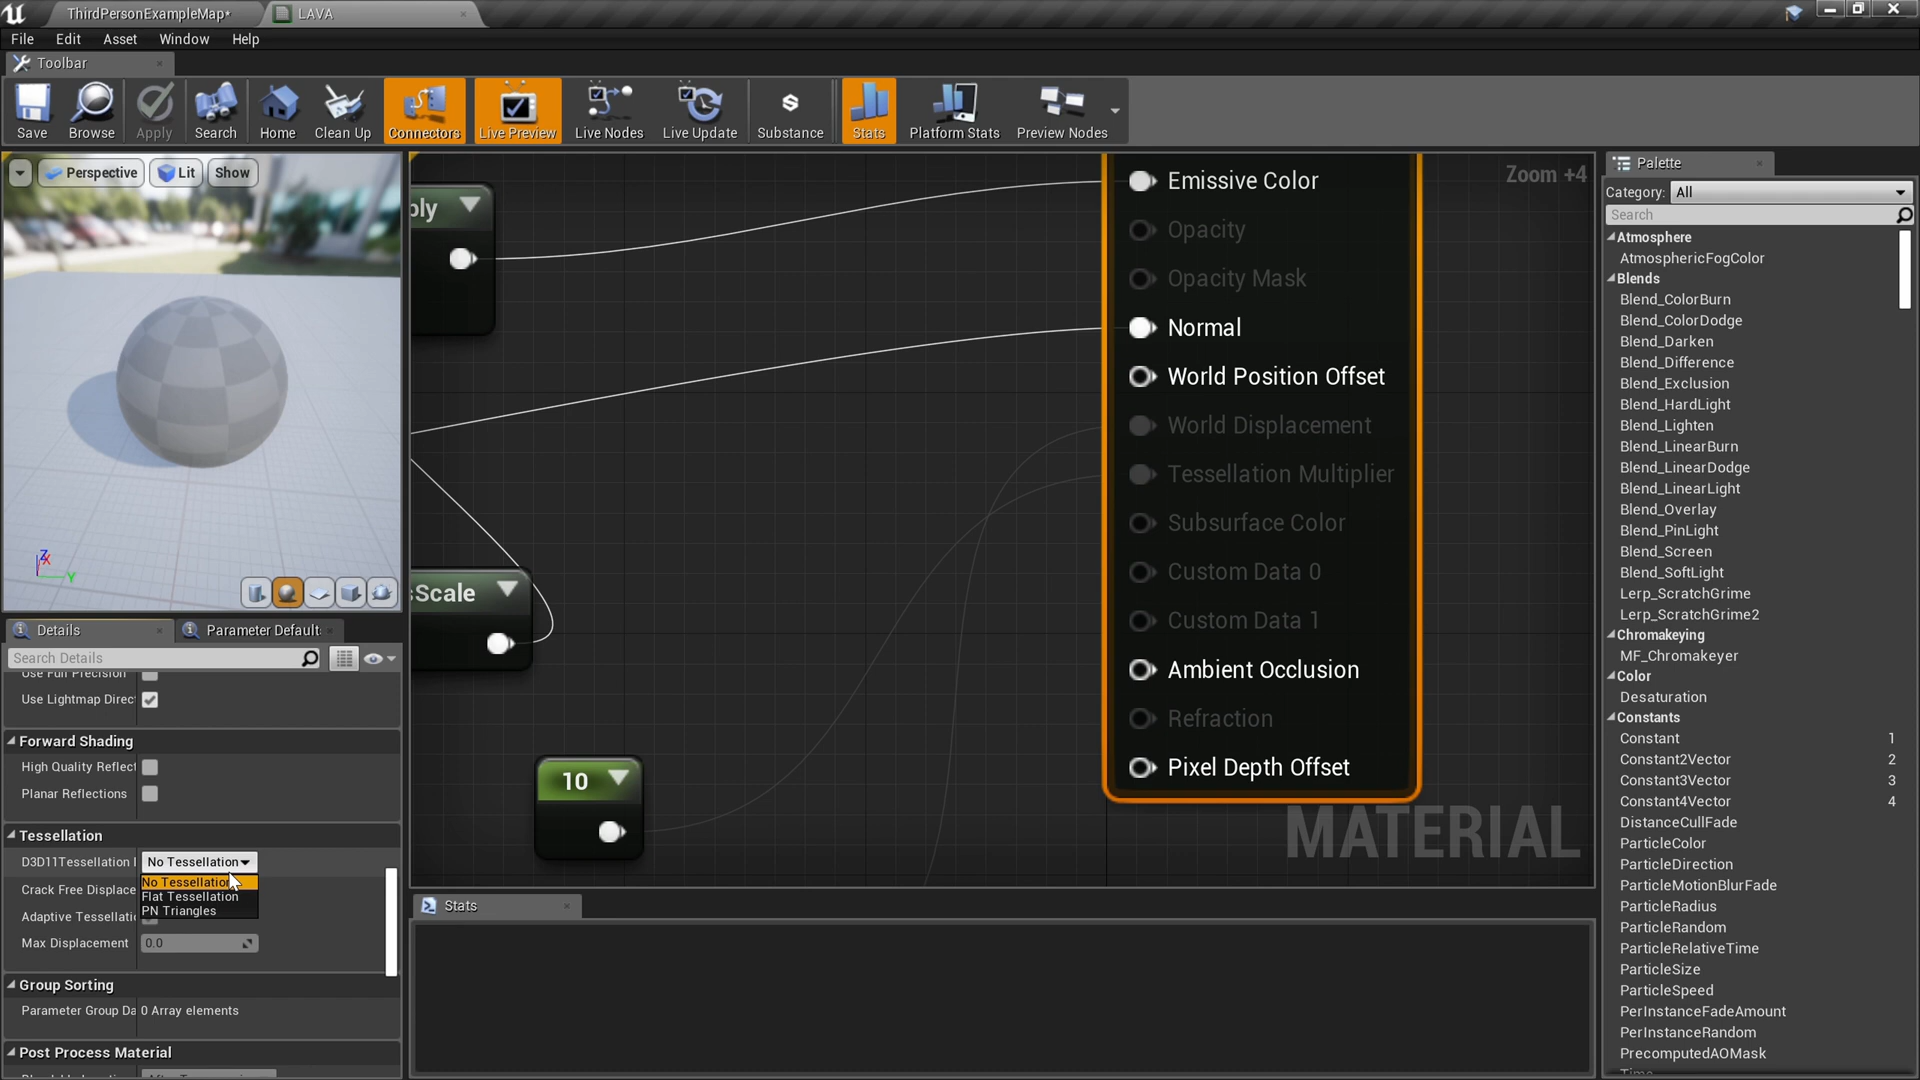 ThirdPersonExampleMap*
LAVA
File
Edit
Asset
Window
Help
Toolbar
Save
Browse
Apply
Search
Home
Clean Up
Connectors
Live Preview
Live Nodes
Live Update
Substance
Stats
Platform Stats
Preview Nodes
Perspective
Lit
Show
Z
X
Y
Zoom +4
ply
sScale
10
Emissive Color
Opacity
Opacity Mask
Normal
World Position Offset
World Displacement
Tessellation Multiplier
Subsurface Color
Custom Data 0
Custom Data 1
Ambient Occlusion
Refraction
Pixel Depth Offset
MATERIAL
Details
Parameter Default
Search Details
Use Full Precision
Use Lightmap Direc
Forward Shading
High Quality Reflect
Planar Reflections
Tessellation
D3D11Tessellation
No Tessellation
No Tessellation
Flat Tessellation
PN Triangles
Crack Free Displace
Adaptive Tessellati
Max Displacement
0.0
Group Sorting
Parameter Group Da
0 Array elements
Post Process Material
Stats
Palette
Category:
All
Search
Atmosphere
AtmosphericFogColor
Blends
Blend_ColorBurn
Blend_ColorDodge
Blend_Darken
Blend_Difference
Blend_Exclusion
Blend_HardLight
Blend_Lighten
Blend_LinearBurn
Blend_LinearDodge
Blend_LinearLight
Blend_Overlay
Blend_PinLight
Blend_Screen
Blend_SoftLight
Lerp_ScratchGrime
Lerp_ScratchGrime2
Chromakeying
MF_Chromakeyer
Color
Desaturation
Constants
Constant 1
Constant2Vector 2
Constant3Vector 3
Constant4Vector 4
DistanceCullFade
ParticleColor
ParticleDirection
ParticleMotionBlurFade
ParticleRadius
ParticleRandom
ParticleRelativeTime
ParticleSize
ParticleSpeed
PerInstanceFadeAmount
PerInstanceRandom
PrecomputedAOMask
Time